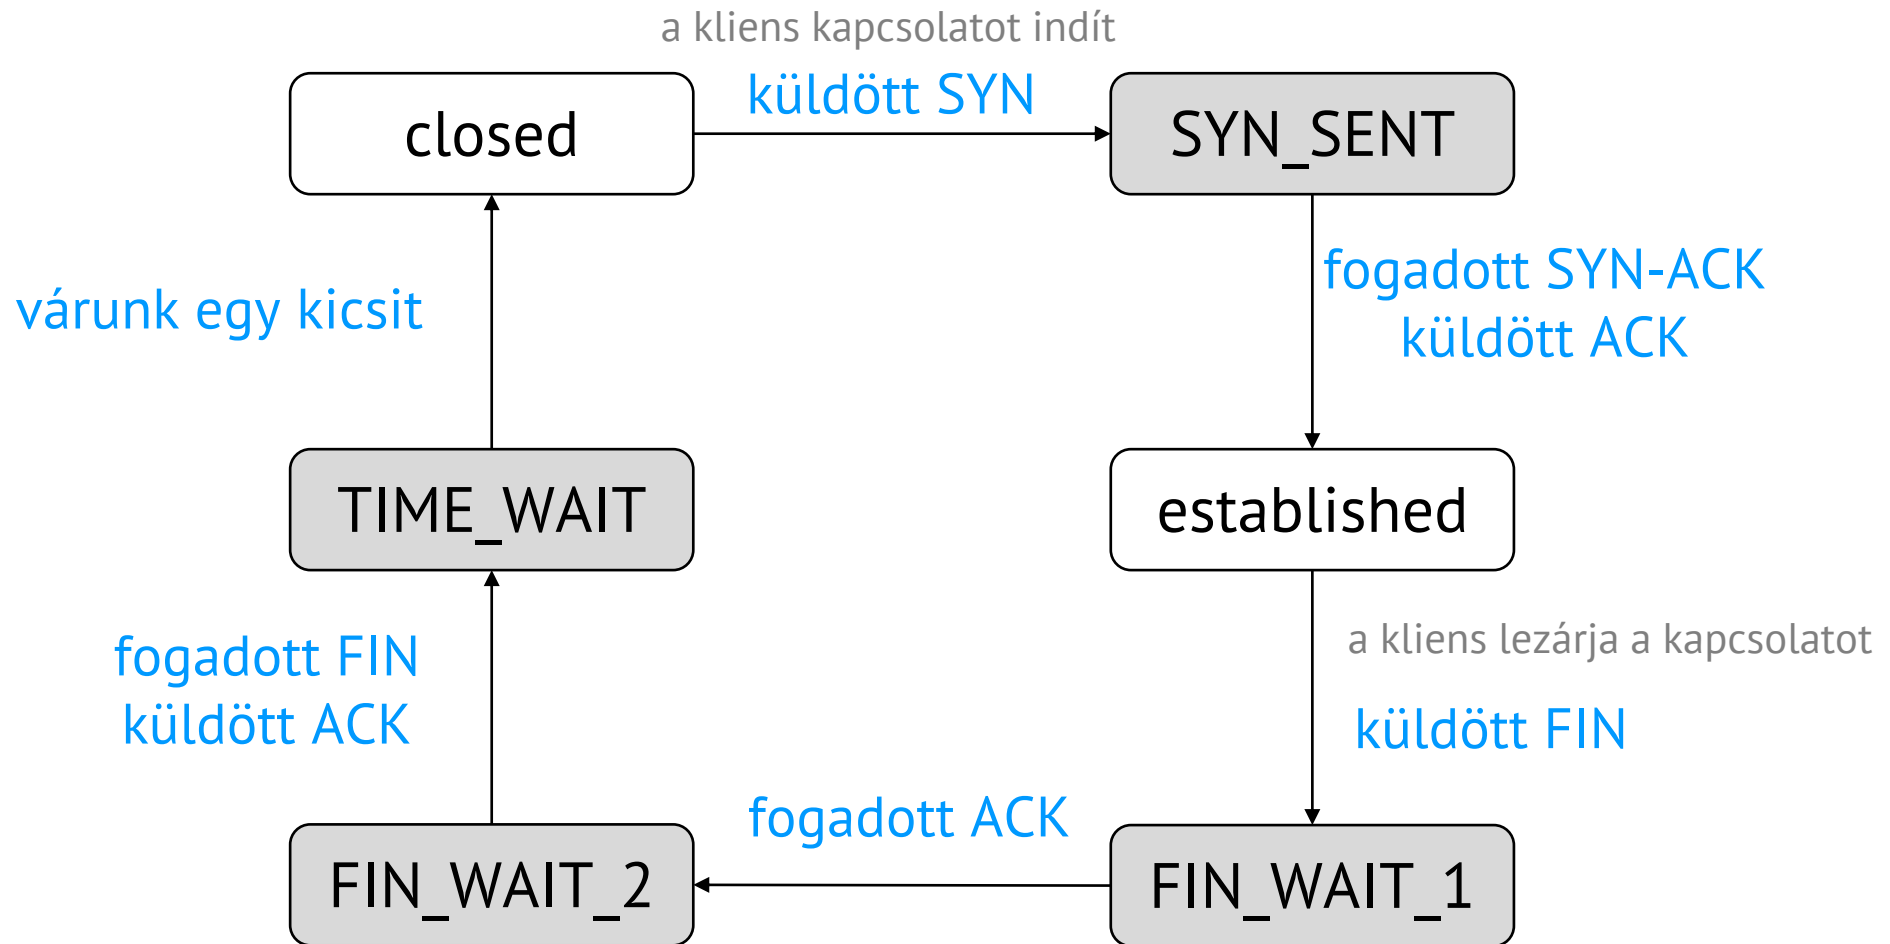 a kliens kapcsolatot indít
küldött SYN
closed
SYN_SENT
fogadott SYN-ACK
küldött ACK
várunk egy kicsit
TIME_WAIT
established
a kliens lezárja a kapcsolatot
fogadott FIN
küldött ACK
küldött FIN
fogadott ACK
FIN_WAIT_2
FIN_WAIT_1